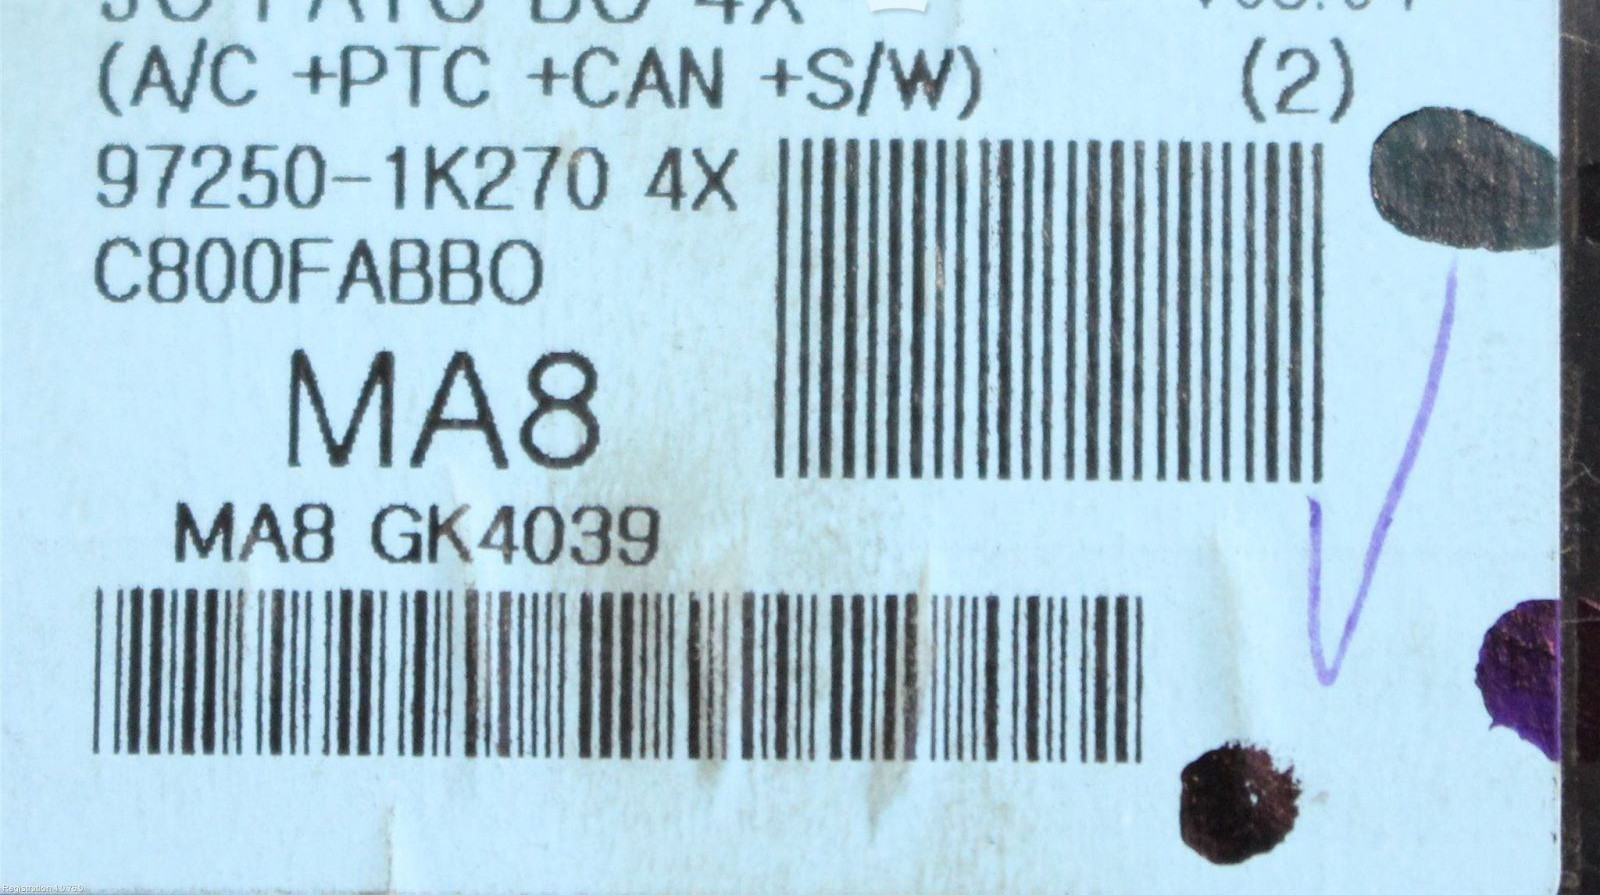 (A/C +PTC +CAN +S/W) (2)
97250-1K270 4X
C800FABBO
MA8
MA8 GK4039